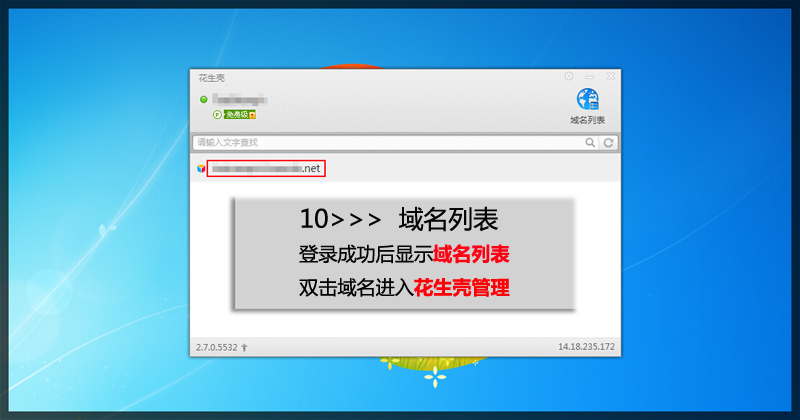 花生壳
免费级
域名列表
请输入文字查找
.net
10>>> 域名列表
登录成功后显示域名列表
双击域名进入花生壳管理
2.7.0.5532
14.18.235.172